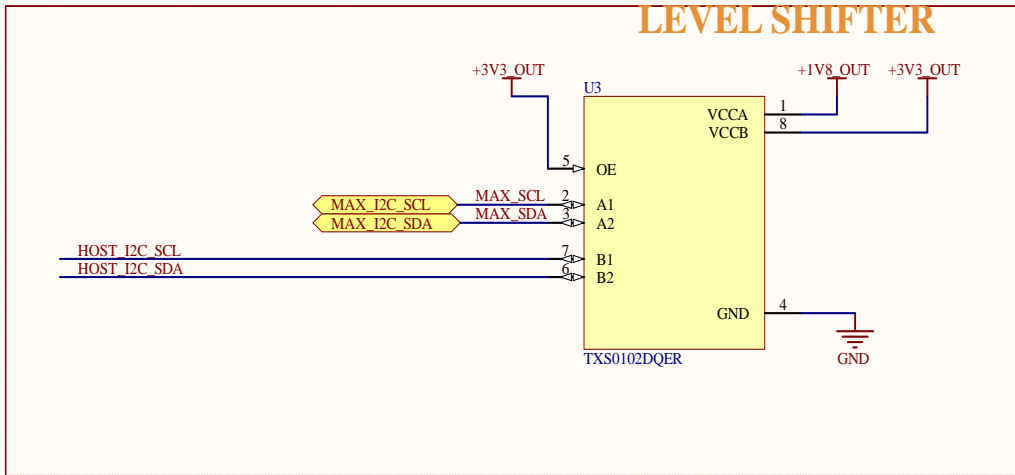 LEVEL SHIFTER
+3V3_OUT
+1V8_OUT
+3V3_OUT
U3
VCCA 1
VCCB 8
5 OE
MAX_I2C_SCL MAX_SCL 2 A1
MAX_I2C_SDA MAX_SDA 3 A2
HOST_I2C_SCL 7 B1
HOST_I2C_SDA 6 B2
GND 4
TXS0102DQER
GND